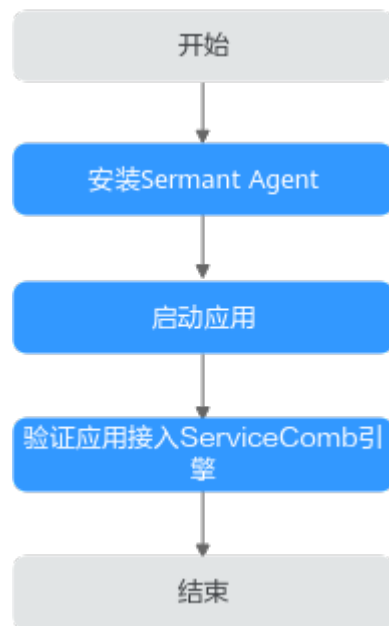 开始
安装Sermant Agent
启动应用
验证应用接入ServiceComb引
擎
结束